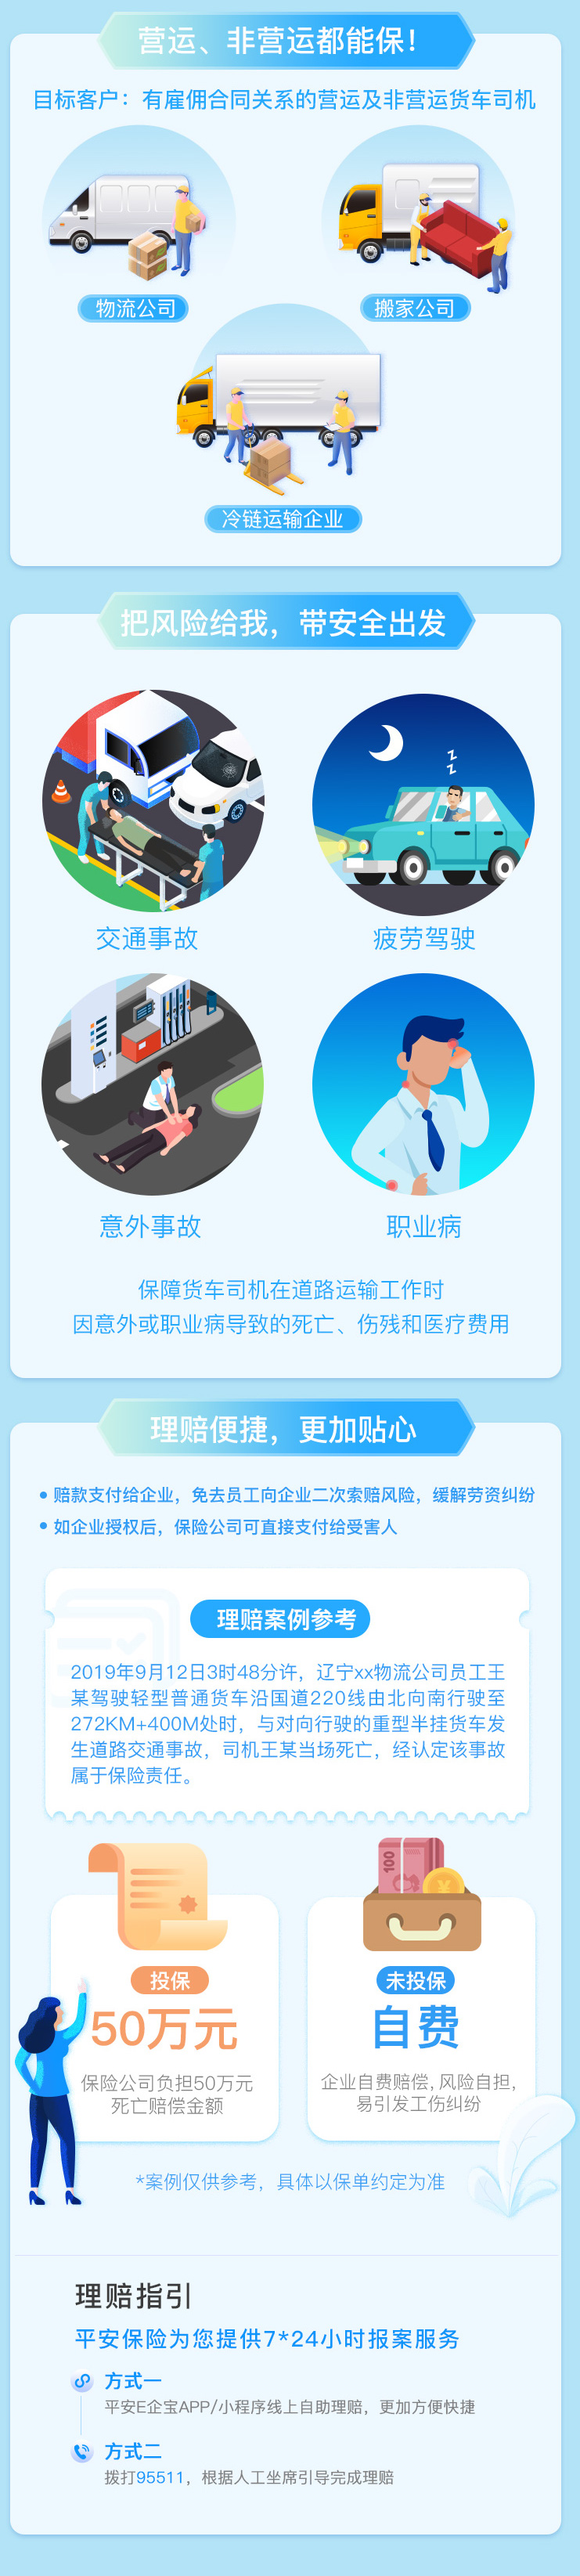 营运、非营运都能保！
目标客户：有雇佣合同关系的营运及非营运货车司机
物流公司
搬家公司
冷链运输企业
把风险给我，带安全出发
z
z
交通事故
疲劳驾驶
意外事故
职业病
保障货车司机在道路运输工作时
因意外或职业病导致的死亡、伤残和医疗费用
理赔便捷，更加贴心
• 赔款支付给企业，免去员工向企业二次索赔风险，缓解劳资纠纷
• 如企业授权后，保险公司可直接支付给受害人
理赔案例参考
2019年9月12日3时48分许，辽宁xx物流公司员工王
某驾驶轻型普通货车沿国道220线由北向南行驶至
272KM+400M处时，与对向行驶的重型半挂货车发
生道路交通事故，司机王某当场死亡，经认定该事故
属于保险责任。
100
¥
投保
50万元
保险公司负担50万元
死亡赔偿金额
未投保
自费
企业自费赔偿，风险自担，
易引发工伤纠纷
*案例仅供参考，具体以保单约定为准
理赔指引
平安保险为您提供7*24小时报案服务
方式一
平安E企宝APP/小程序线上自助理赔，更加方便快捷
方式二
拨打95511，根据人工坐席引导完成理赔